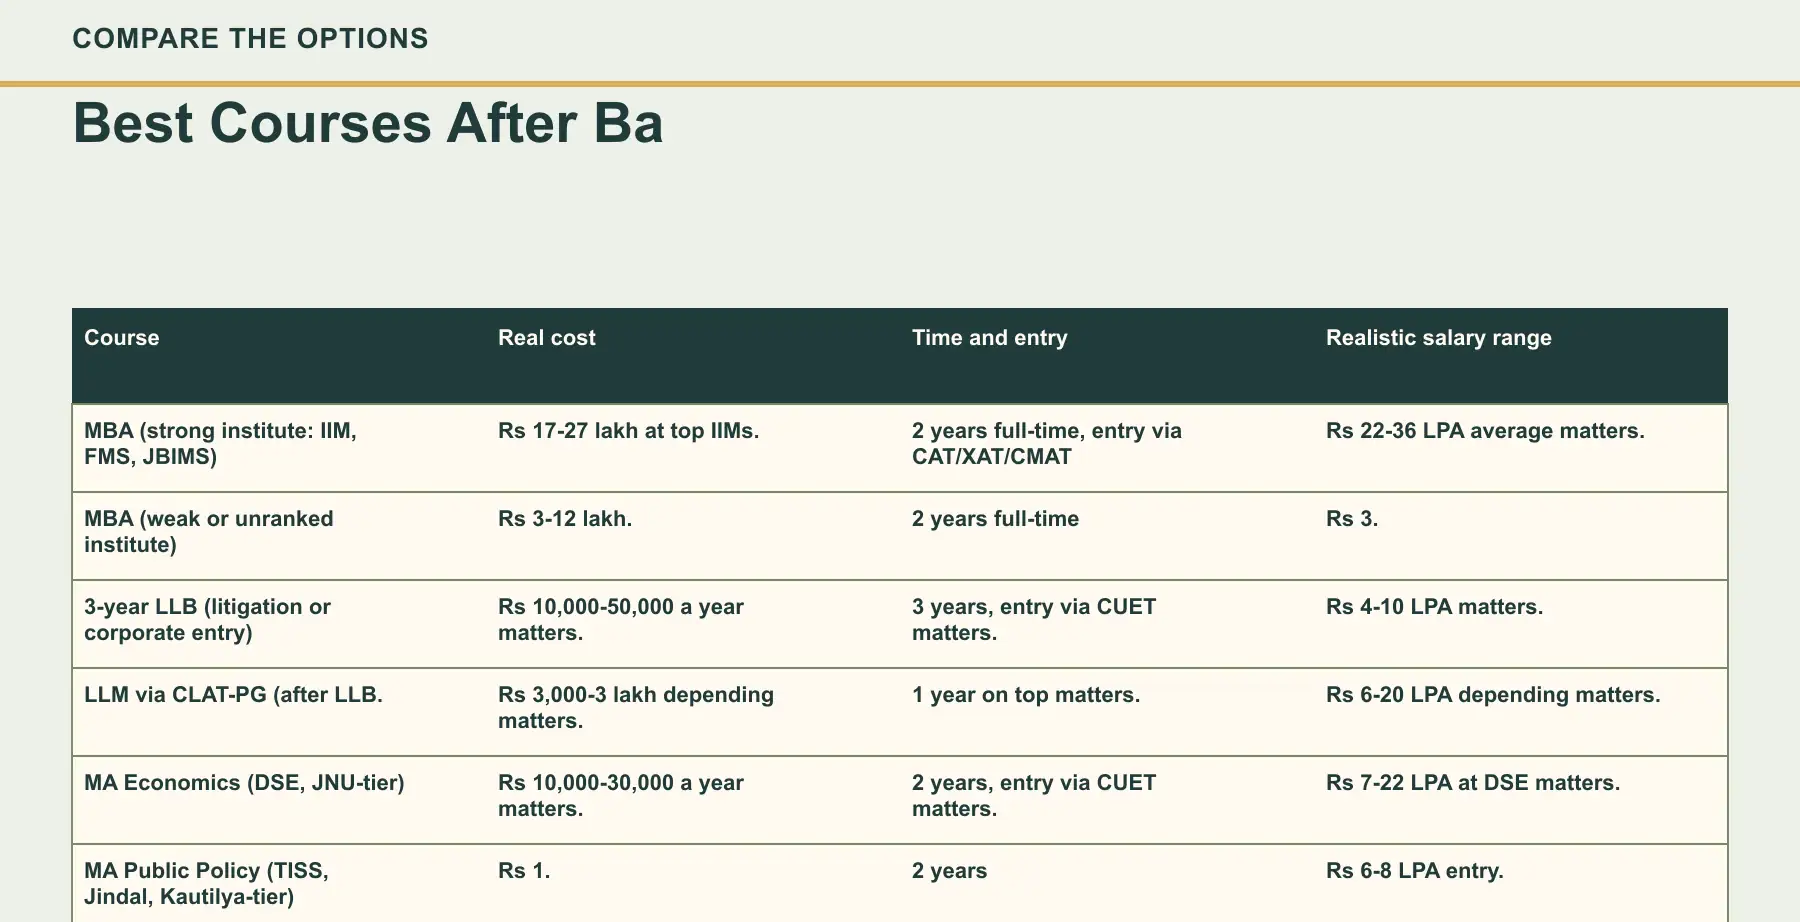 COMPARE THE OPTIONS
Best Courses After Ba
Course Real cost Time and entry Realistic salary range
MBA (strong institute: IIM, Rs 17-27 lakh at top IIMs. 2 years full-time, entry via Rs 22-36 LPA average matters.
FMS, JBIMS) CAT/XAT/CMAT
MBA (weak or unranked Rs 3-12 lakh. 2 years full-time Rs 3.
institute)
3-year LLB (litigation or Rs 10,000-50,000 a year 3 years, entry via CUET Rs 4-10 LPA matters.
corporate entry) matters. matters.
LLM via CLAT-PG (after LLB. Rs 3,000-3 lakh depending 1 year on top matters. Rs 6-20 LPA depending matters.
matters.
MA Economics (DSE, JNU-tier) Rs 10,000-30,000 a year 2 years, entry via CUET Rs 7-22 LPA at DSE matters.
matters. matters.
MA Public Policy (TISS, Rs 1. 2 years Rs 6-8 LPA entry.
Jindal, Kautilya-tier)